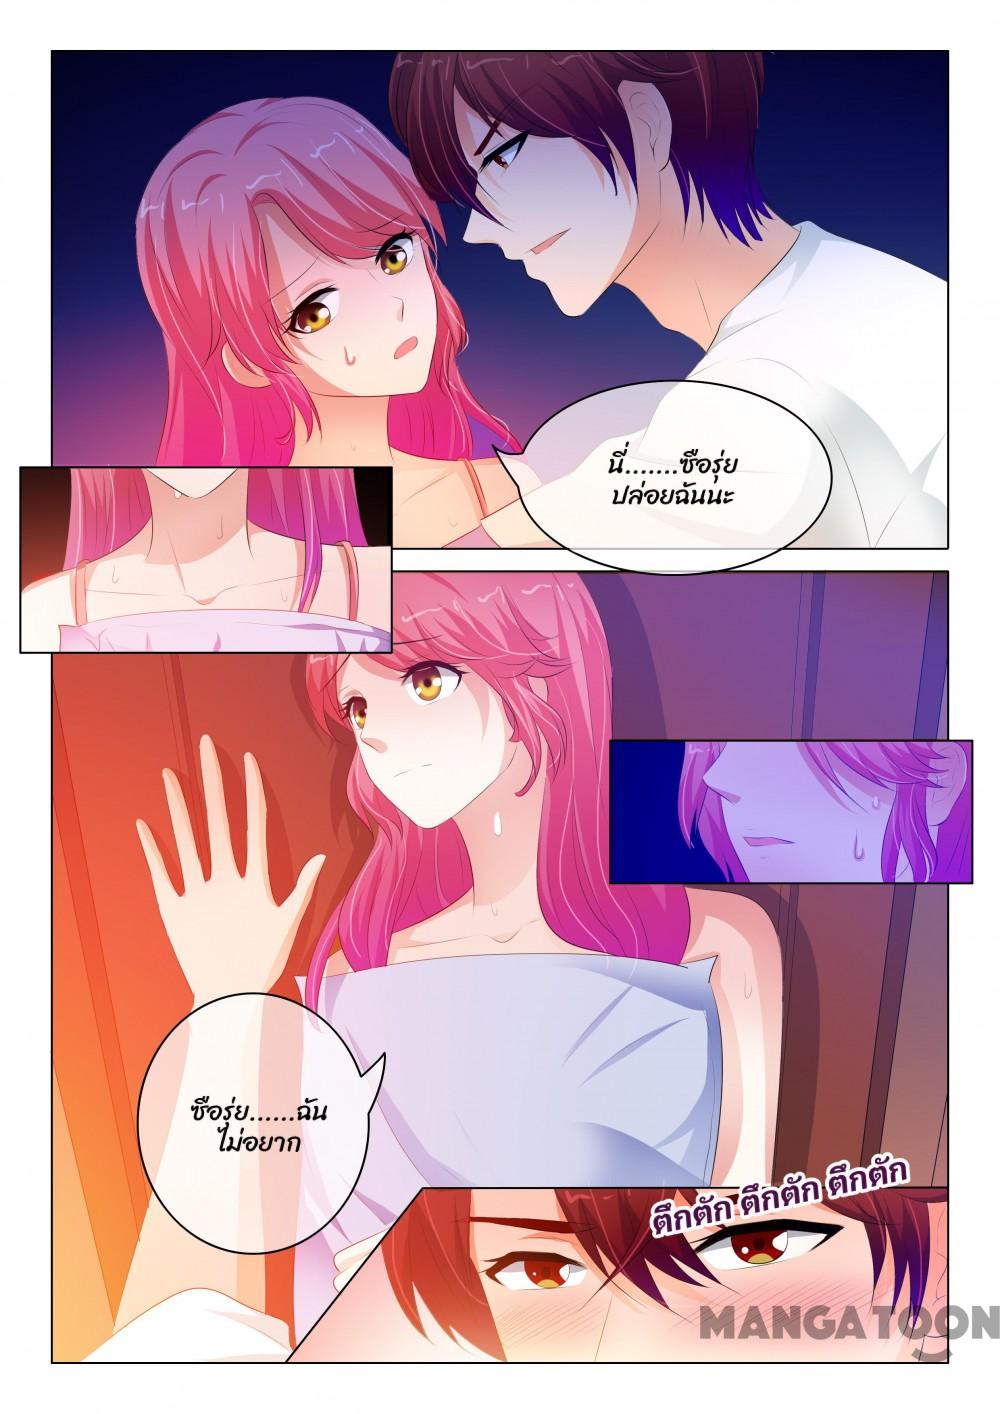 นี่.......ซือรุ่ย
ปล่อยฉันนะ
ซือรุ่ย......ฉัน
ไม่อยาก
ตึกตัก ตึกตัก ตึกตัก
MANGATOON